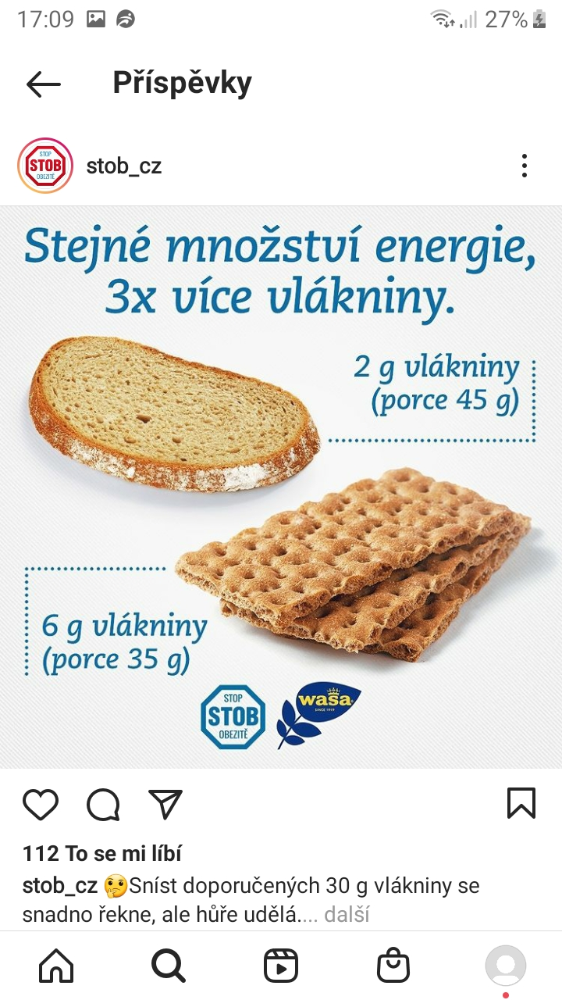 17:09
27%
Příspěvky
STOP
STOB
OBEZITĚ
stob_cz
Stejné množství energie,
3x více vlákniny.
2 g vlákniny
(porce 45 g)
6 g vlákniny
(porce 35 g)
STOP
STOB
OBEZITĚ
wasa
SINCE 1919
112 To se mi líbí
stob_cz 🤔Sníst doporučených 30 g vlákniny se
snadno řekne, ale hůře udělá.... další